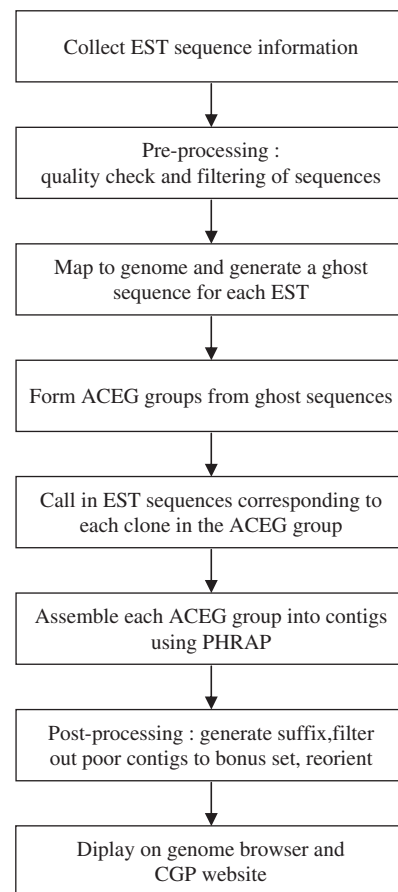 Collect EST sequence information
Pre-processing :
quality check and filtering of sequences
Map to genome and generate a ghost
sequence for each EST
Form ACEG groups from ghost sequences
Call in EST sequences corresponding to
each clone in the ACEG group
Assemble each ACEG group into contigs
using PHRAP
Post-processing : generate suffix,filter
out poor contigs to bonus set, reorient
Diplay on genome browser and
CGP website